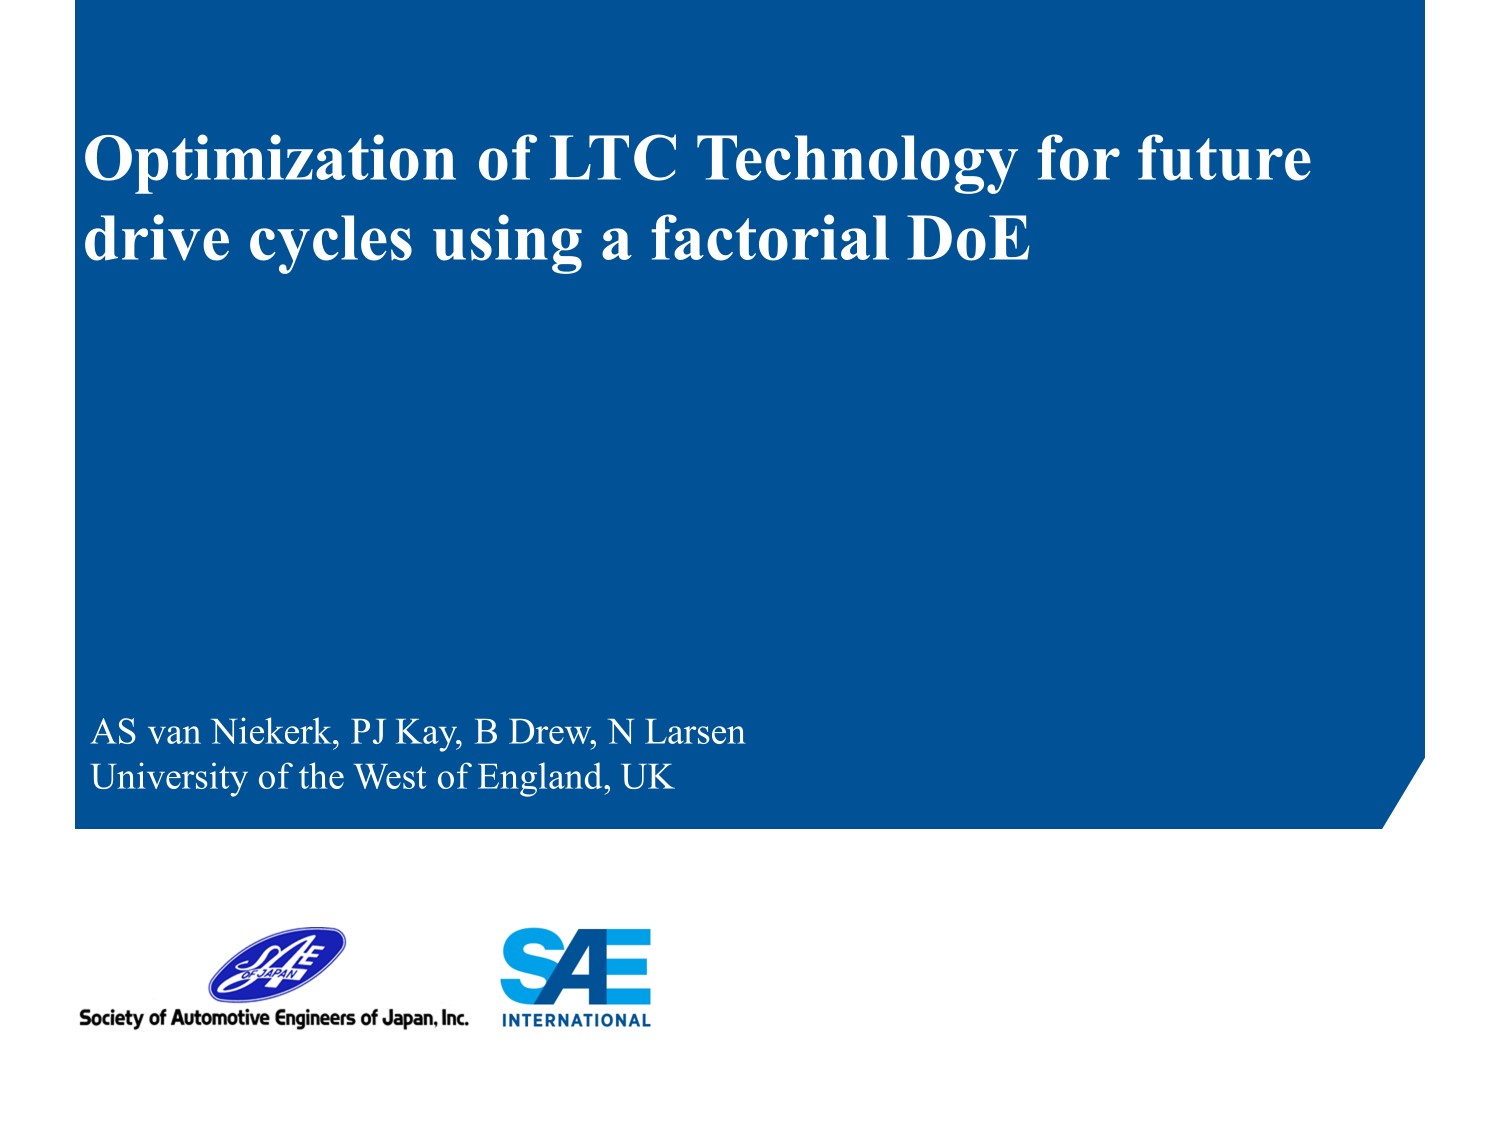 Optimization of LTC Technology for future
drive cycles using a factorial DoE
AS van Niekerk, PJ Kay, B Drew, N Larsen
University of the West of England, UK
SAE
OF JAPAN
Society of Automotive Engineers of Japan, Inc.
SAE
INTERNATIONAL